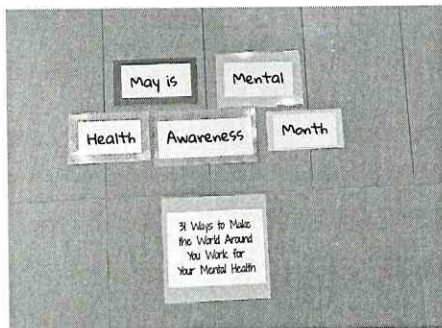 May is Mental
Health Awareness Month
31 Ways to Make
the World Around
You Work for
Your Mental Health